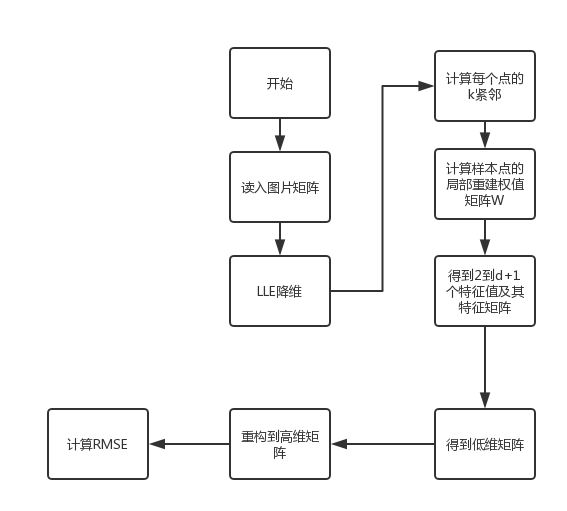 开始
读入图片矩阵
LLE降维
计算每个点的
k紧邻
计算样本点的
局部重建权值
矩阵W
得到2到d+1
个特征值及其
特征矩阵
得到低维矩阵
重构到高维矩
阵
计算RMSE